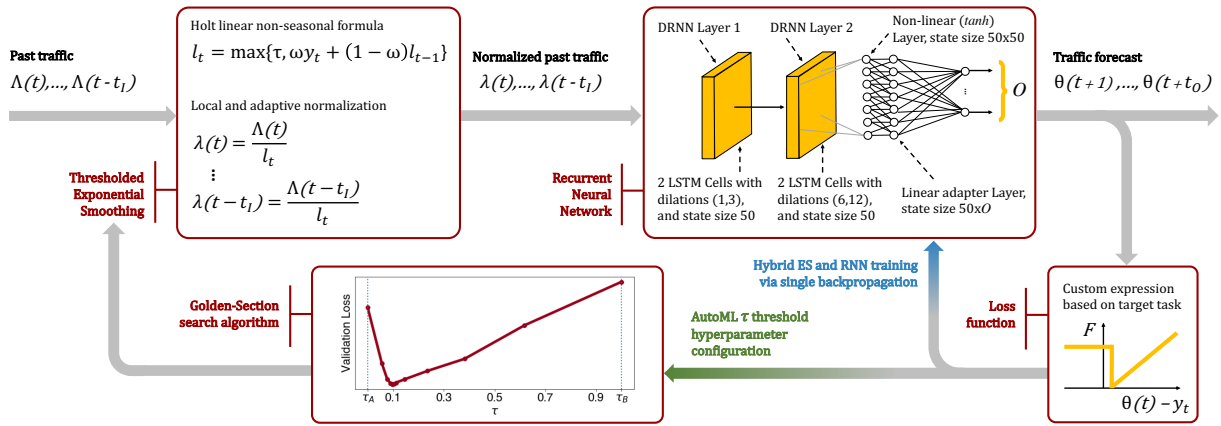 Past traffic
Λ(t),..., Λ(t - t_I)
Holt linear non-seasonal formula
l_t = max{τ, ωy_t + (1 − ω)l_{t−1}}
Local and adaptive normalization
λ(t) = Λ(t) / l_t
⋮
λ(t − t_I) = Λ(t − t_I) / l_t
Thresholded
Exponential
Smoothing
Normalized past traffic
λ(t),..., λ(t - t_I)
DRNN Layer 1
DRNN Layer 2
Non-linear (tanh)
Layer, state size 50x50
...
O
2 LSTM Cells with
dilations (1,3),
and state size 50
2 LSTM Cells with
dilations (6,12),
and state size 50
Linear adapter Layer,
state size 50xO
Recurrent
Neural
Network
Traffic forecast
θ(t+1),..., θ(t+t_O)
Hybrid ES and RNN training
via single backpropagation
Loss
function
Custom expression
based on target task
F
θ(t) − y_t
AutoML τ threshold
hyperparameter
configuration
Golden-Section
search algorithm
Validation Loss
τ_A 0.1 0.3 0.5 0.7 0.9 τ_B
τ